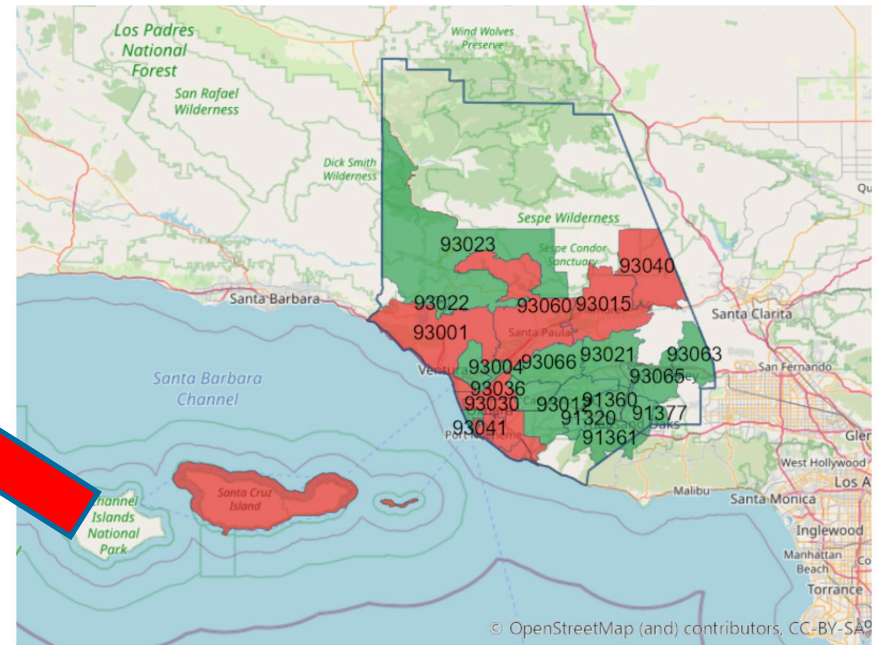 Los Padres
National
Forest
Wind Wolves
Preserve
San Rafael
Wilderness
Dick Smith
Wilderness
Sespe Wilderness
93023
Sespe Condor
Sanctuary
93040
Santa Barbara
93022
93060
93015
Santa Clarita
93001
Santa Paula
93004
93066
93021
93063
San Fernando
Santa Barbara
Channel
93065
93036
93030
91360
91320
91377
93041
91361
Glen
West Hollywood
Los A
Malibu
Santa Monica
Santa Cruz
Island
Islands
National
Park
Inglewood
Manhattan
Beach
Torrance
© OpenStreetMap (and) contributors, CC-BY-SA